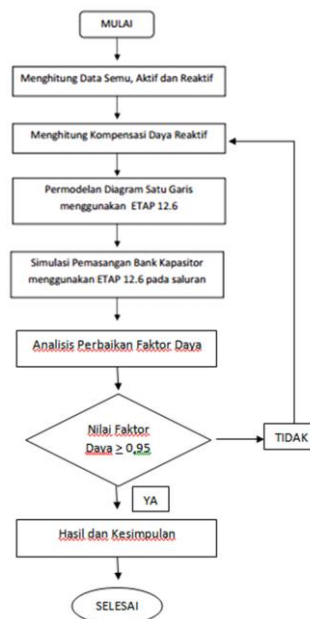 MULAI
Menghitung Data Semu, Aktif dan Reaktif
Menghitung Kompensasi Daya Reaktif
Permodelan Diagram Satu Garis
menggunakan ETAP 12.6
Simulasi Pemasangan Bank Kapasitor
menggunakan ETAP 12.6 pada saluran
Analisis Perbaikan Faktor Daya
Nilai Faktor
Daya ≥ 0,95
TIDAK
YA
Hasil dan Kesimpulan
SELESAI